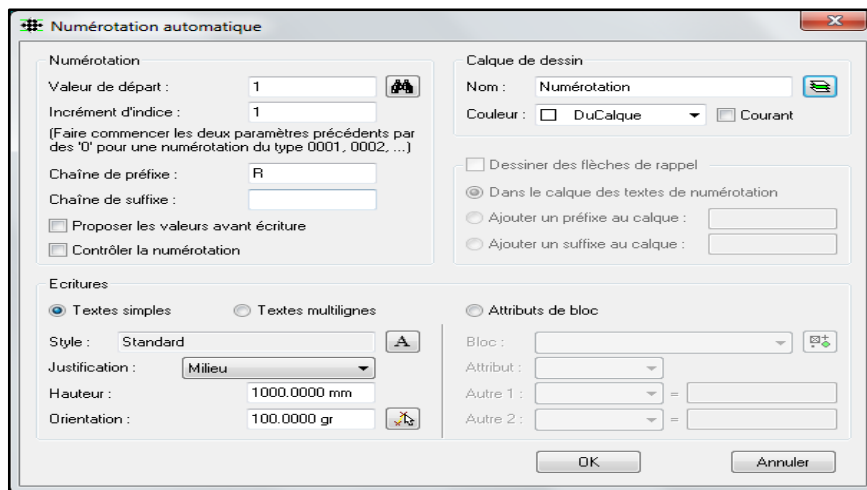 Numérotation automatique
Numérotation
Valeur de départ : 1
Incrément d'indice : 1
(Faire commencer les deux paramètres précédents par
des '0' pour une numérotation du type 0001, 0002, ...)
Chaîne de préfixe : R
Chaîne de suffixe :
Proposer les valeurs avant écriture
Contrôler la numérotation
Calque de dessin
Nom : Numérotation
Couleur : DuCalque Courant
Dessiner des flèches de rappel
Dans le calque des textes de numérotation
Ajouter un préfixe au calque :
Ajouter un suffixe au calque :
Ecritures
Textes simples Textes multilignes
Style : Standard A
Justification : Milieu
Hauteur : 1000.0000 mm
Orientation : 100.0000 gr
Attributs de bloc
Bloc :
Attribut :
Autre 1 : =
Autre 2 : =
OK Annuler